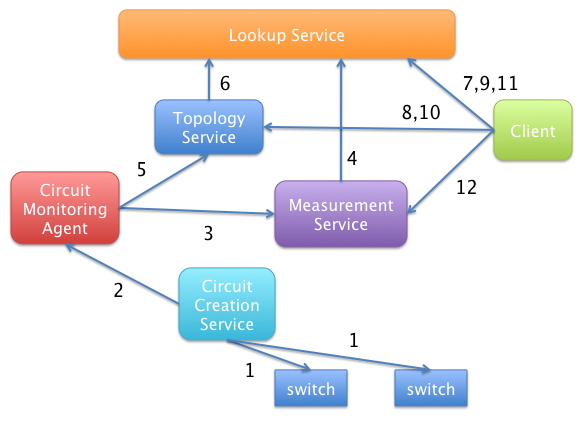 Lookup Service
6
7,9,11
Topology
Service
8,10
Client
5
4
12
Circuit
Monitoring
Agent
Measurement
Service
3
2
Circuit
Creation
Service
1
1
switch
switch